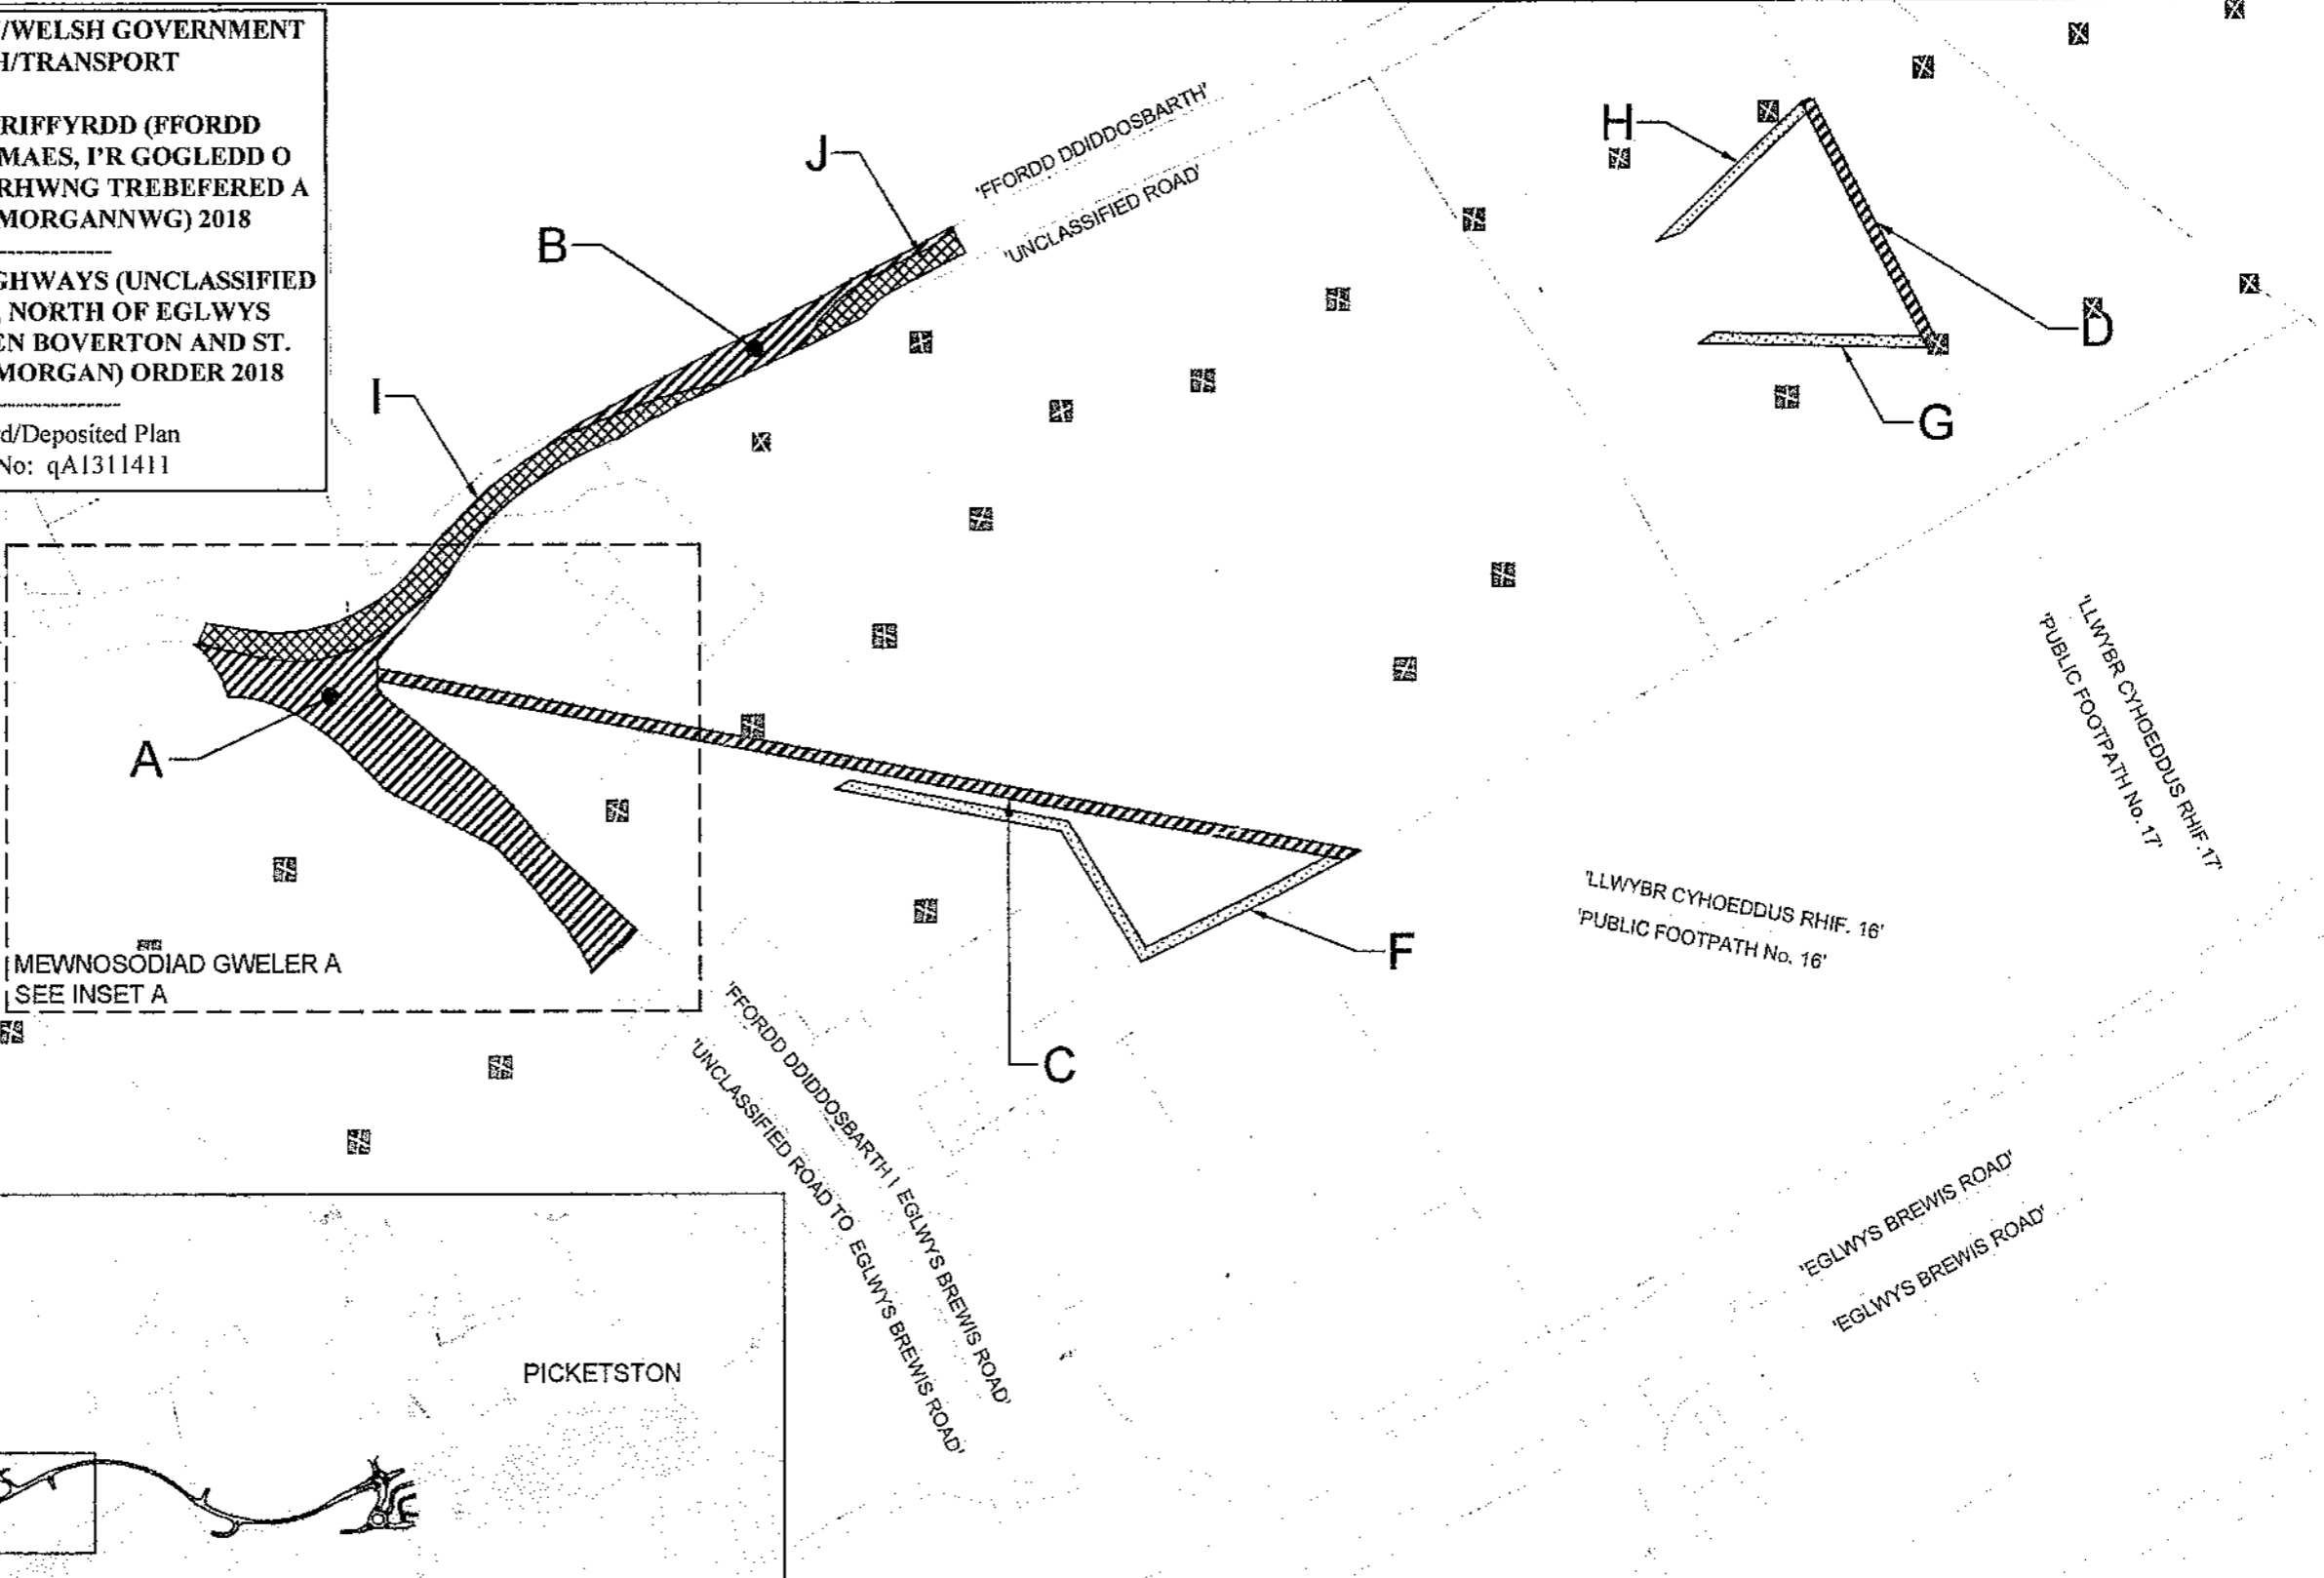 /WELSH GOVERNMENT
H/TRANSPORT
RIFFYRDD (FFORDD
MAES, I'R GOGLEDD O
RHWNG TREBEFERED A
MORGANNWG) 2018
GHWAYS (UNCLASSIFIED
, NORTH OF EGLWYS
EN BOVERTON AND ST.
MORGAN) ORDER 2018
d/Deposited Plan
No: qA1311411
J
B
I
A
H
D
G
F
C
'FFORDD DDIDDOSBARTH'
'UNCLASSIFIED ROAD'
MEWNOSODIAD GWELER A
SEE INSET A
'LLWYBR CYHOEDDUS RHIF.17'
'PUBLIC FOOTPATH No. 17'
'LLWYBR CYHOEDDUS RHIF. 16'
'PUBLIC FOOTPATH No. 16'
'FFORDD DDIDDOSBARTH I EGLWYS BREWIS ROAD'
'UNCLASSIFIED ROAD TO EGLWYS BREWIS ROAD'
'EGLWYS BREWIS ROAD'
'EGLWYS BREWIS ROAD'
PICKETSTON